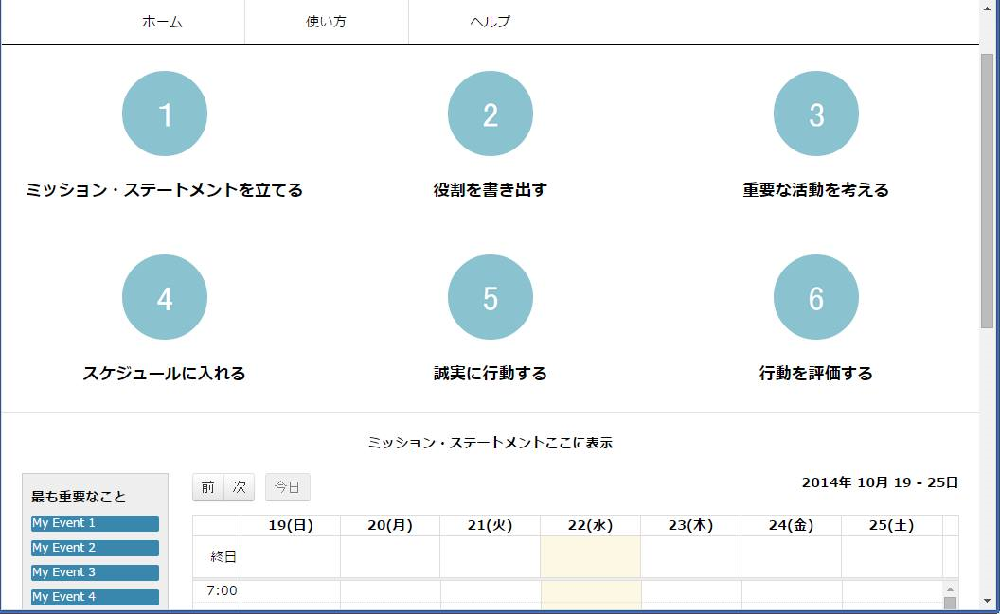 ホーム 使い方 ヘルプ
1 2 3
ミッション・ステートメントを立てる 役割を書き出す 重要な活動を考える
4 5 6
スケジュールに入れる 誠実に行動する 行動を評価する
ミッション・ステートメントここに表示
前 次 今日 2014年 10月 19 - 25日
最も重要なこと
My Event 1
My Event 2
My Event 3
My Event 4
19(日) 20(月) 21(火) 22(水) 23(木) 24(金) 25(土)
終日
7:00